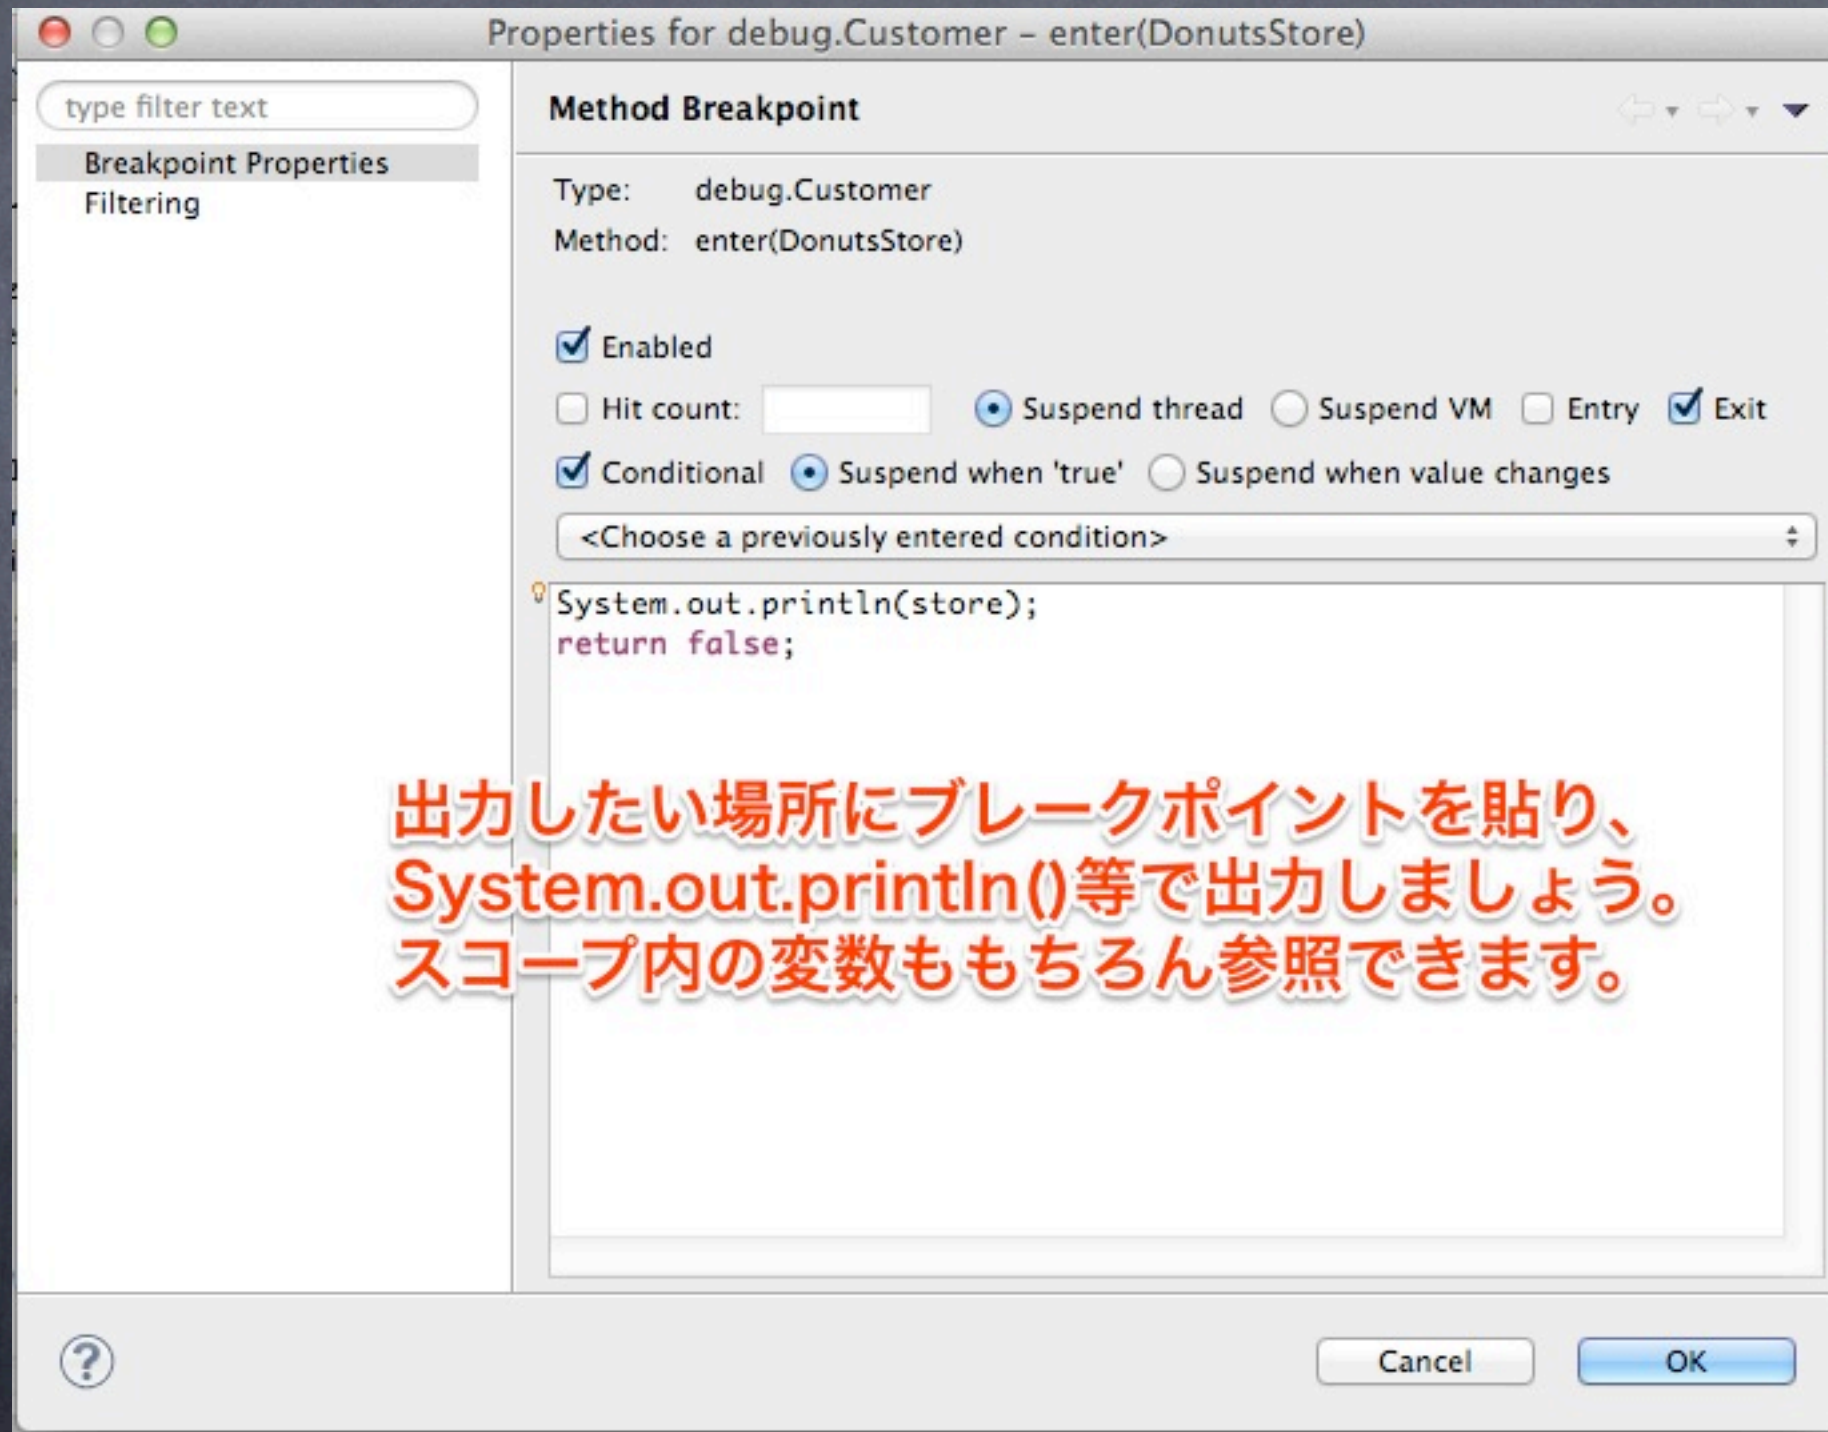 Properties for debug.Customer – enter(DonutsStore)
type filter text
Breakpoint Properties
Filtering
Method Breakpoint
Type: debug.Customer
Method: enter(DonutsStore)
Enabled
Hit count: Suspend thread Suspend VM Entry Exit
Conditional Suspend when 'true' Suspend when value changes
<Choose a previously entered condition>
System.out.println(store);
return false;
出力したい場所にブレークポイントを貼り、
System.out.println()等で出力しましょう。
スコープ内の変数ももちろん参照できます。
?
Cancel OK